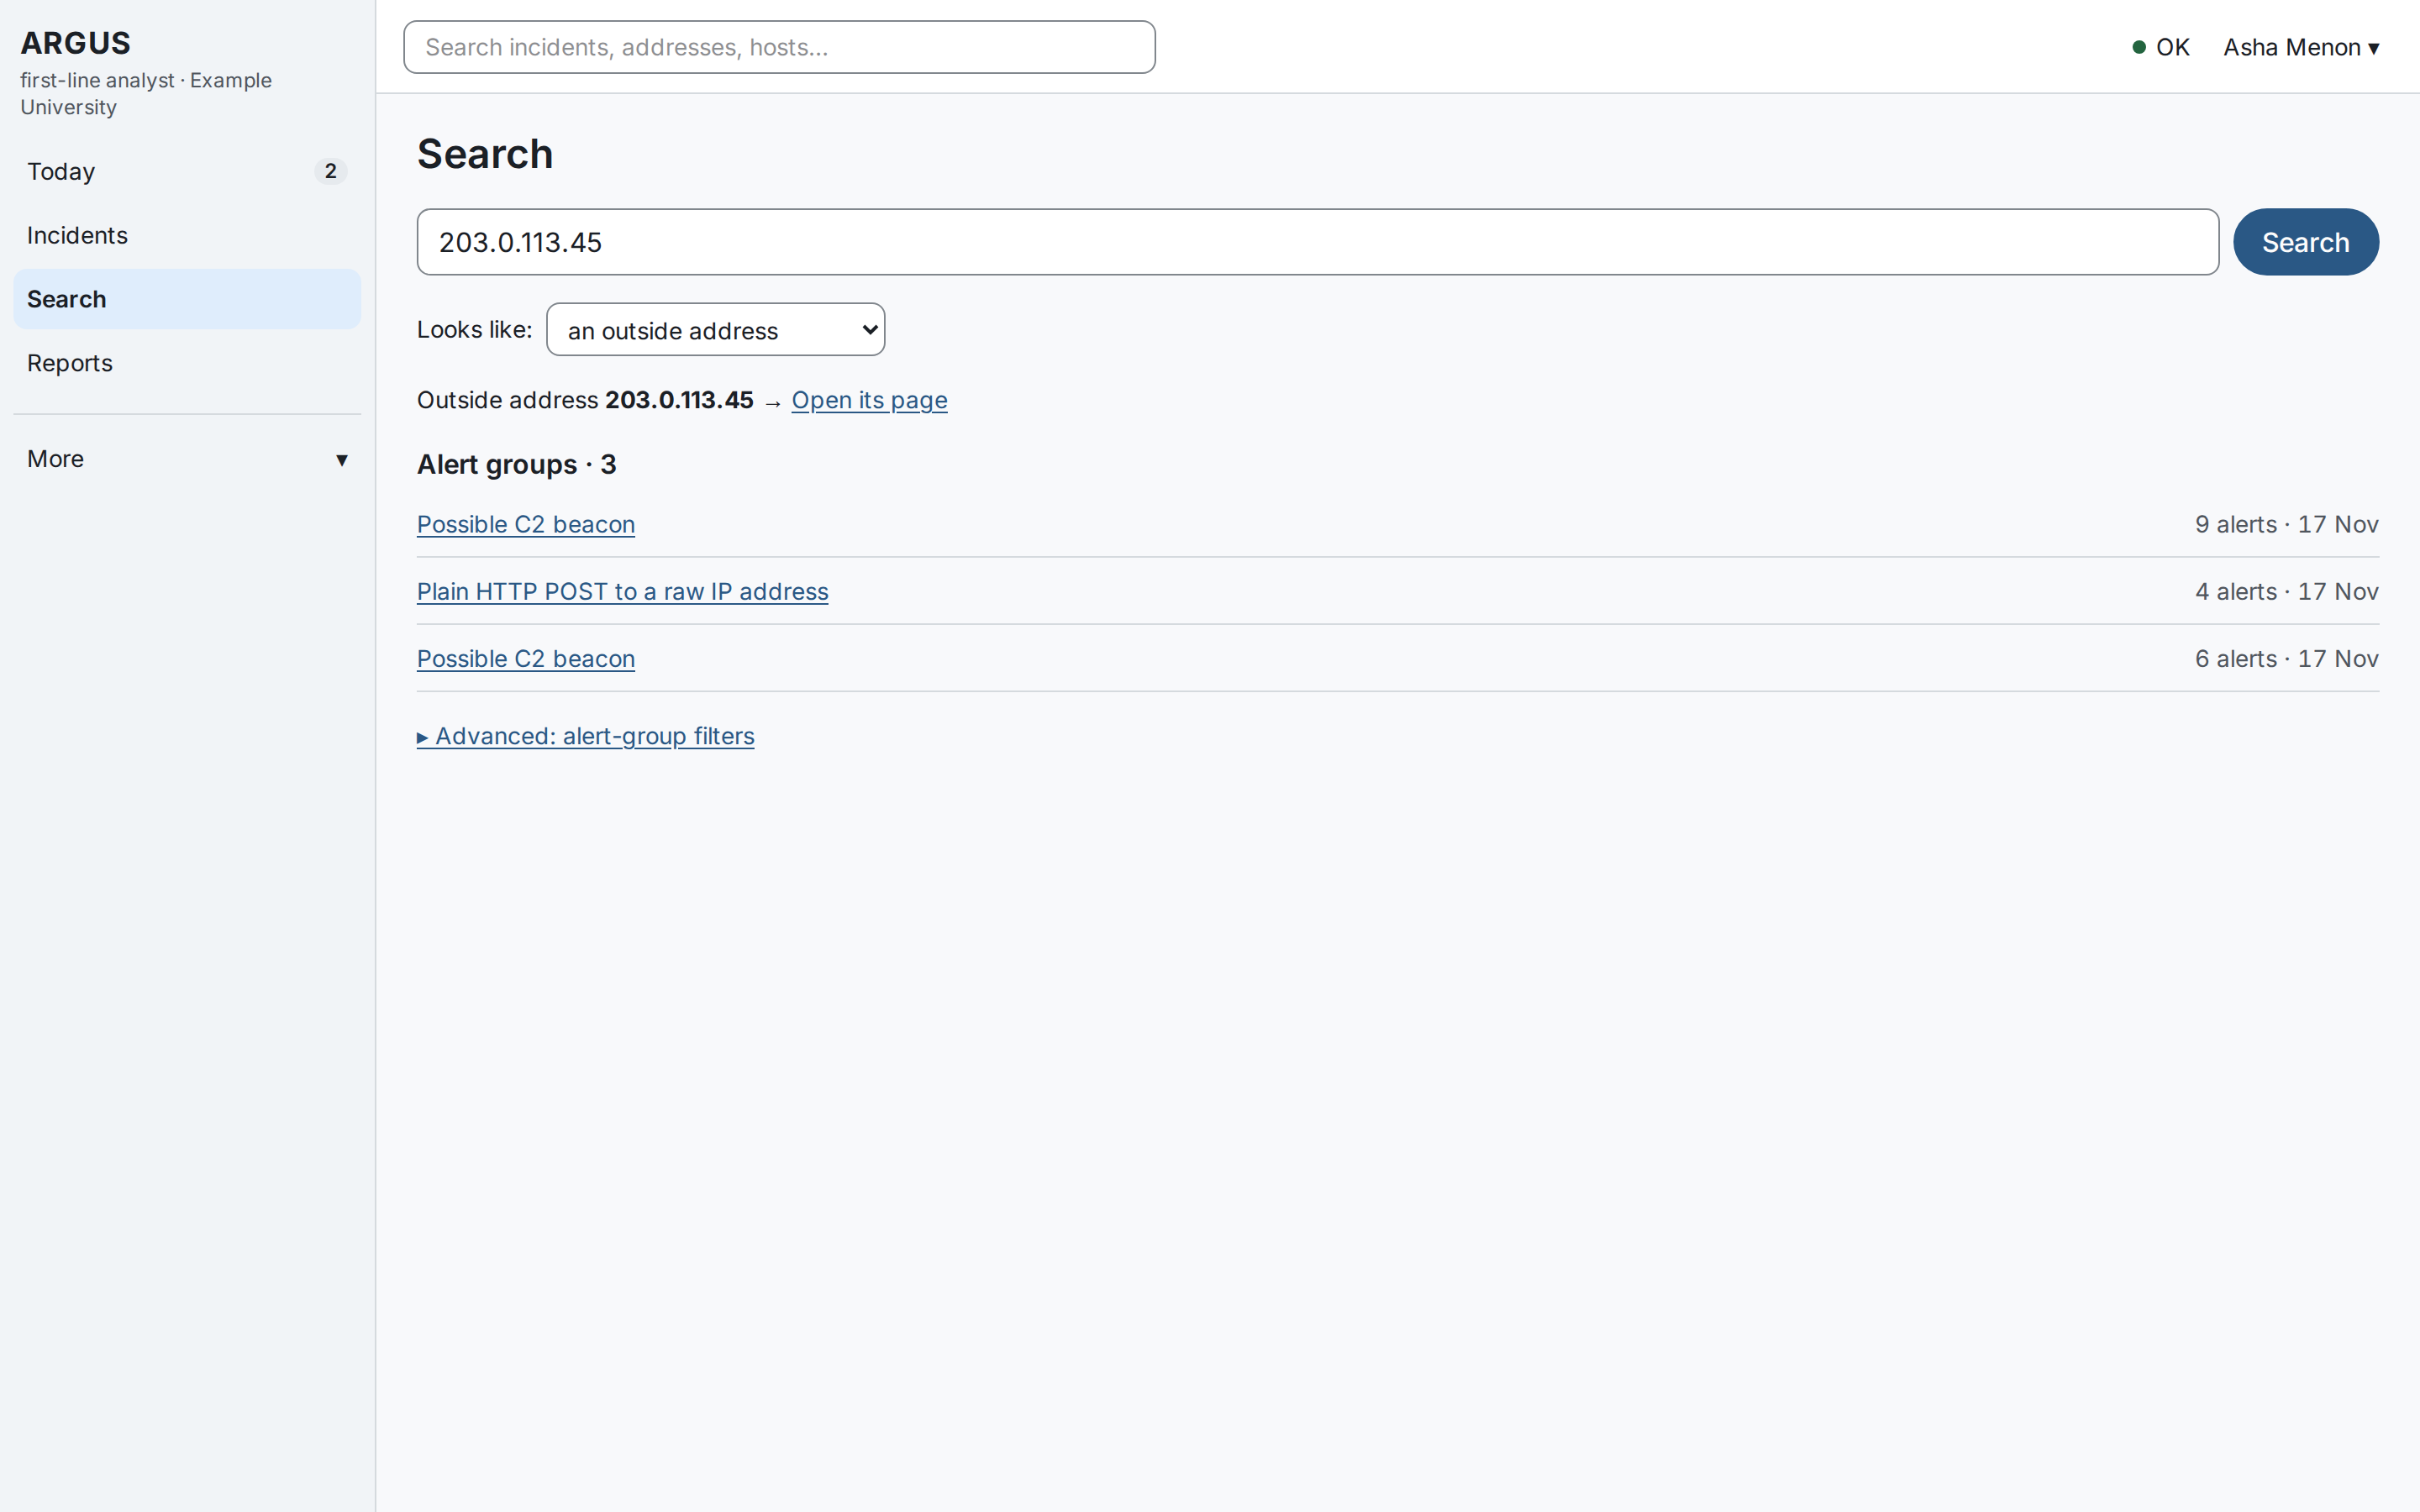 ARGUS
first-line analyst · Example
University
Today 2
Incidents
Search
Reports
More ▾
Search incidents, addresses, hosts...
OK Asha Menon ▾
Search
203.0.113.45 Search
Looks like: an outside address
Outside address 203.0.113.45 → Open its page
Alert groups · 3
Possible C2 beacon 9 alerts · 17 Nov
Plain HTTP POST to a raw IP address 4 alerts · 17 Nov
Possible C2 beacon 6 alerts · 17 Nov
▸ Advanced: alert-group filters